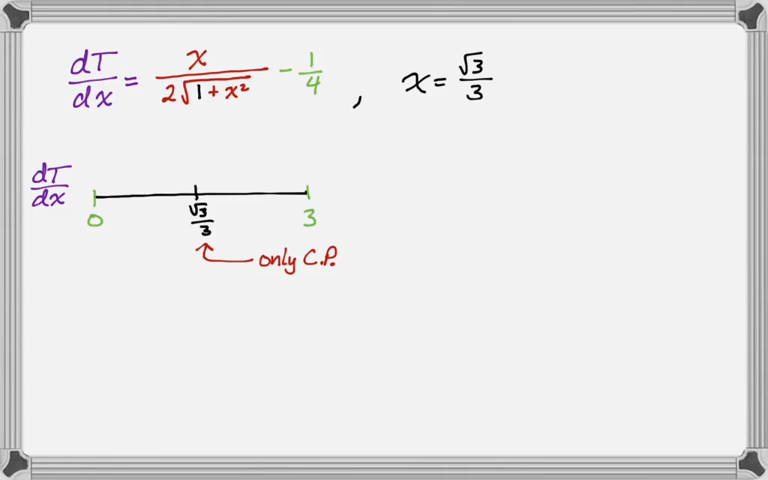 dT/dx = x/(2√(1 + x²)) - 1/4 , x = √3/3
dT/dx
0 √3/3 3
only C.P.